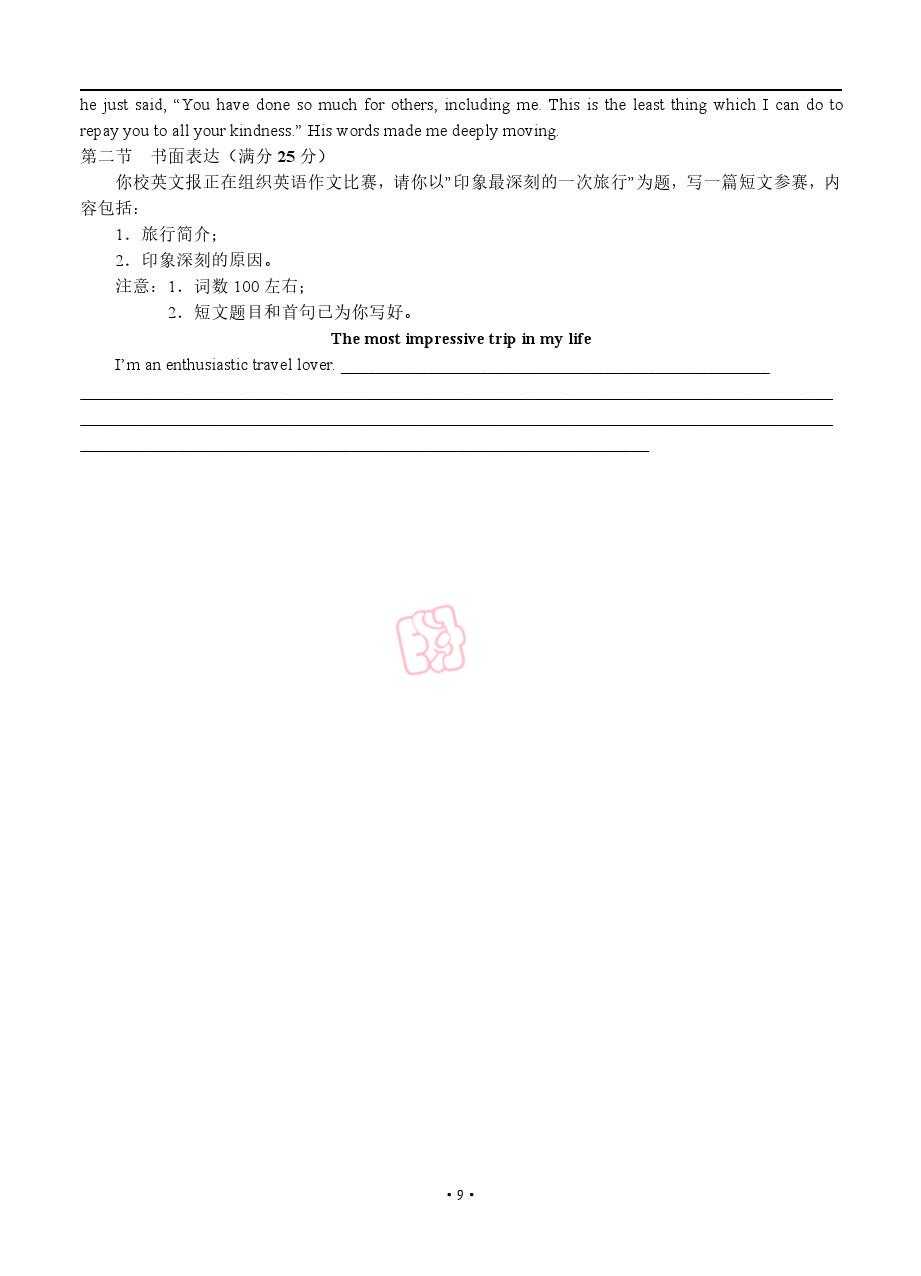 he just said, “You have done so much for others, including me. This is the least thing which I can do to
repay you to all your kindness.” His words made me deeply moving.
第二节 书面表达（满分 25 分）
你校英文报正在组织英语作文比赛，请你以”印象最深刻的一次旅行”为题，写一篇短文参赛，内
容包括：
1．旅行简介；
2．印象深刻的原因。
注意：1．词数 100 左右；
2．短文题目和首句已为你写好。
The most impressive trip in my life
I’m an enthusiastic travel lover. ______
• 9 •